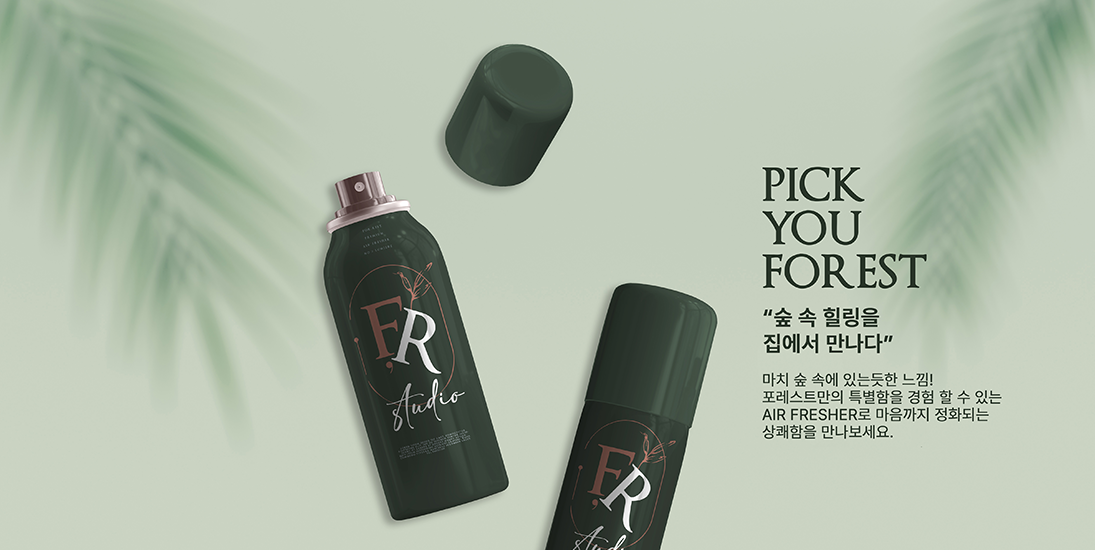 F,R
Studio
F,R
PICK
YOU
FOREST
“숲 속 힐링을
집에서 만나다”
마치 숲 속에 있는듯한 느낌!
포레스트만의 특별함을 경험 할 수 있는
AIR FRESHER로 마음까지 정화되는
상쾌함을 만나보세요.